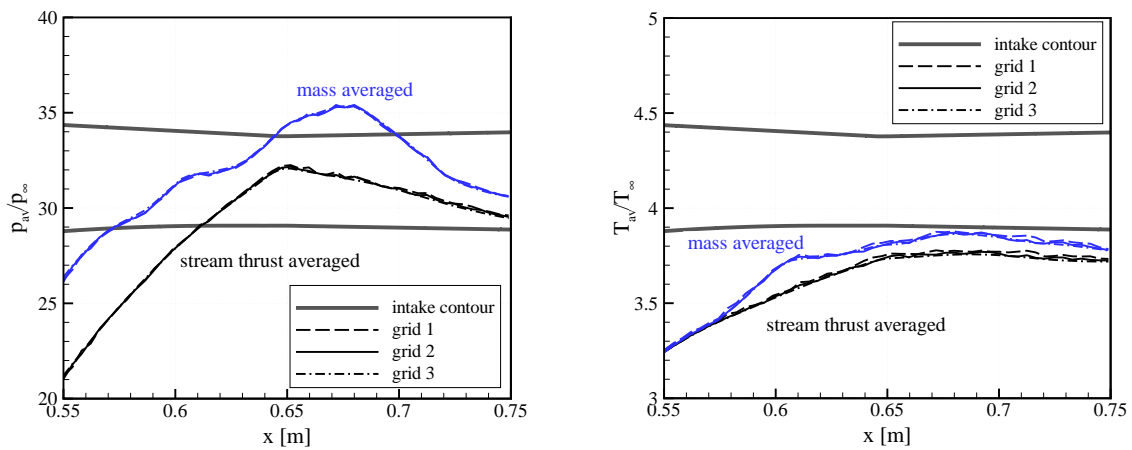 40
35
30
25
20
p_av/p_∞
mass averaged
stream thrust averaged
intake contour
grid 1
grid 2
grid 3
0.55
0.6
0.65
0.7
0.75
x [m]
5
4.5
4
3.5
3
T_av/T_∞
intake contour
grid 1
grid 2
grid 3
mass averaged
stream thrust averaged
0.55
0.6
0.65
0.7
0.75
x [m]